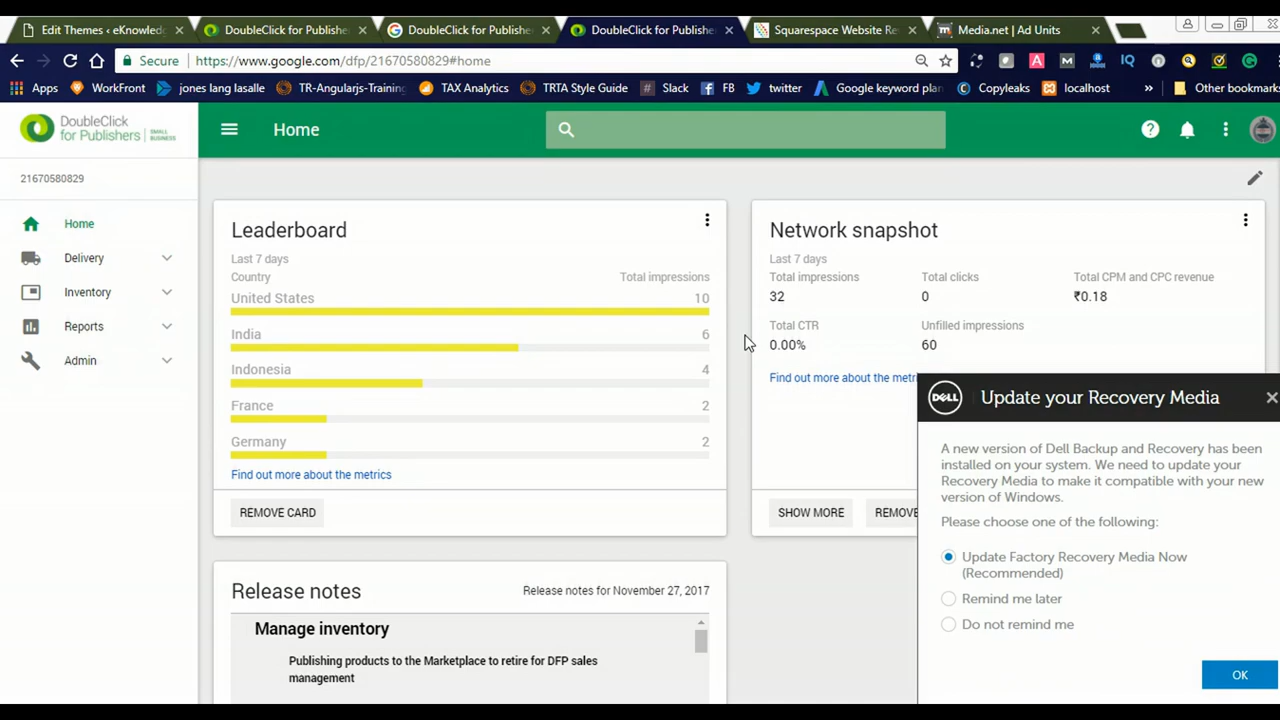 Edit Themes ‹ eKnowled
DoubleClick for Publisher
DoubleClick for Publishe
DoubleClick for Publisher
Squarespace Website Re
Media.net | Ad Units
Secure
https://www.google.com/dfp/21670580829#home
Apps
WorkFront
jones lang lasalle
TR-Angularjs-Training
TAX Analytics
TRTA Style Guide
Slack
FB
twitter
Google keyword plan
Copyleaks
localhost
»
Other bookmarks
DoubleClick
for Publishers
SMALL
BUSINESS
Home
21670580829
Home
Delivery
Inventory
Reports
Admin
Leaderboard
Last 7 days
Country Total impressions
United States 10
India 6
Indonesia 4
France 2
Germany 2
Find out more about the metrics
REMOVE CARD
Network snapshot
Last 7 days
Total impressions Total clicks Total CPM and CPC revenue
32 0 ₹0.18
Total CTR Unfilled impressions
0.00% 60
Find out more about the metri
SHOW MORE REMOVE
Release notes Release notes for November 27, 2017
Manage inventory
Publishing products to the Marketplace to retire for DFP sales
management
DELL
Update your Recovery Media
A new version of Dell Backup and Recovery has been
installed on your system. We need to update your
Recovery Media to make it compatible with your new
version of Windows.
Please choose one of the following:
Update Factory Recovery Media Now
(Recommended)
Remind me later
Do not remind me
OK